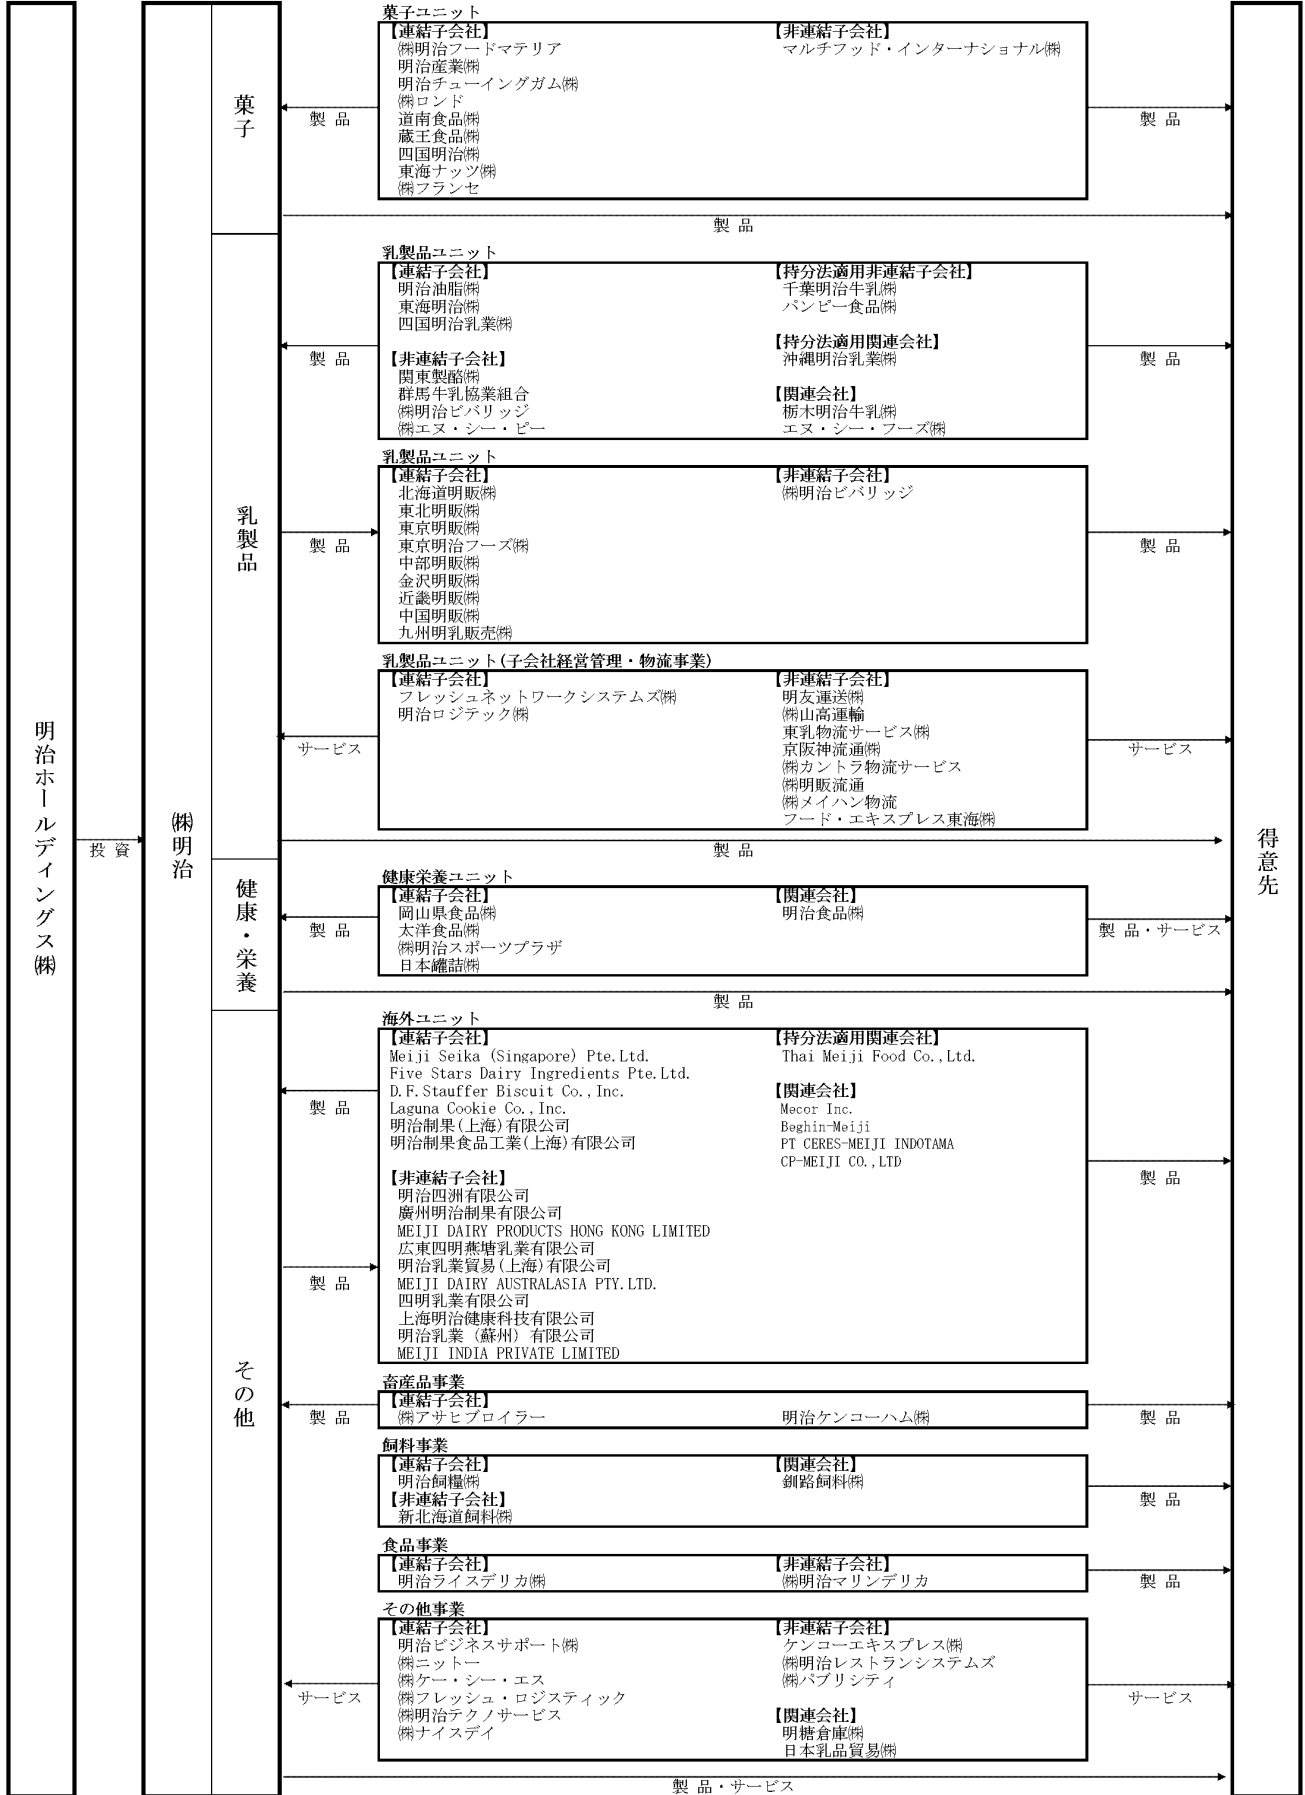 明治ホールディングス㈱
投資
㈱明治
菓子
菓子ユニット
【連結子会社】
㈱明治フードマテリア
明治産業㈱
明治チューインガム㈱
㈱ロンド
道南食品㈱
蔵王食品㈱
四国明治㈱
東海ナッツ㈱
㈱フランセ
【非連結子会社】
マルチフッド・インターナショナル㈱
製品
製品
製品
乳製品
乳製品ユニット
【連結子会社】
明治油脂㈱
東海明治㈱
四国明治乳業㈱
【非連結子会社】
関東製酪㈱
群馬牛乳協業組合
㈱明治ビバリッジ
㈱エヌ・シー・ピー
【持分法適用非連結子会社】
千葉明治牛乳㈱
パンピー食品㈱
【持分法適用関連会社】
沖縄明治乳業㈱
【関連会社】
栃木明治牛乳㈱
エヌ・シー・フーズ㈱
製品
製品
乳製品ユニット
【連結子会社】
北海道明販㈱
東北明販㈱
東京明販㈱
東京明治フーズ㈱
中部明販㈱
金沢明販㈱
近畿明販㈱
中国明販㈱
九州明乳販売㈱
【非連結子会社】
㈱明治ビバリッジ
製品
製品
乳製品ユニット(子会社経営管理・物流事業)
【連結子会社】
フレッシュネットワークシステムズ㈱
明治ロジテック㈱
【非連結子会社】
明友運送㈱
㈱山高運輸
東乳物流サービス㈱
京阪神流通㈱
㈱カントラ物流サービス
㈱明販流通
㈱メイハン物流
フード・エキスプレス東海㈱
サービス
サービス
製品
健康・栄養
健康栄養ユニット
【連結子会社】
岡山県食品㈱
太洋食品㈱
㈱明治スポーツプラザ
日本罐詰㈱
【関連会社】
明治食品㈱
製品
製品・サービス
製品
その他
海外ユニット
【連結子会社】
Meiji Seika (Singapore) Pte.Ltd.
Five Stars Dairy Ingredients Pte.Ltd.
D.F.Stauffer Biscuit Co.,Inc.
Laguna Cookie Co.,Inc.
明治制果(上海)有限公司
明治制果食品工業(上海)有限公司
【非連結子会社】
明治四洲有限公司
廣州明治制果有限公司
MEIJI DAIRY PRODUCTS HONG KONG LIMITED
広東四明燕塘乳業有限公司
明治乳業貿易(上海)有限公司
MEIJI DAIRY AUSTRALASIA PTY.LTD.
四明乳業有限公司
上海明治健康科技有限公司
明治乳業（蘇州）有限公司
MEIJI INDIA PRIVATE LIMITED
【持分法適用関連会社】
Thai Meiji Food Co.,Ltd.
【関連会社】
Mecor Inc.
Beghin-Meiji
PT CERES-MEIJI INDOTAMA
CP-MEIJI CO.,LTD
製品
製品
製品
畜産品事業
【連結子会社】
㈱アサヒブロイラー
明治ケンコーハム㈱
製品
製品
飼料事業
【連結子会社】
明治飼糧㈱
【非連結子会社】
新北海道飼料㈱
【関連会社】
釧路飼料㈱
製品
食品事業
【連結子会社】
明治ライスデリカ㈱
【非連結子会社】
㈱明治マリンデリカ
製品
その他事業
【連結子会社】
明治ビジネスサポート㈱
㈱ニットー
㈱ケー・シー・エス
㈱フレッシュ・ロジスティック
㈱明治テクノサービス
㈱ナイスデイ
【非連結子会社】
ケンコーエキスプレス㈱
㈱明治レストランシステムズ
㈱パブリシティ
【関連会社】
明糖倉庫㈱
日本乳品貿易㈱
サービス
サービス
製品・サービス
得意先